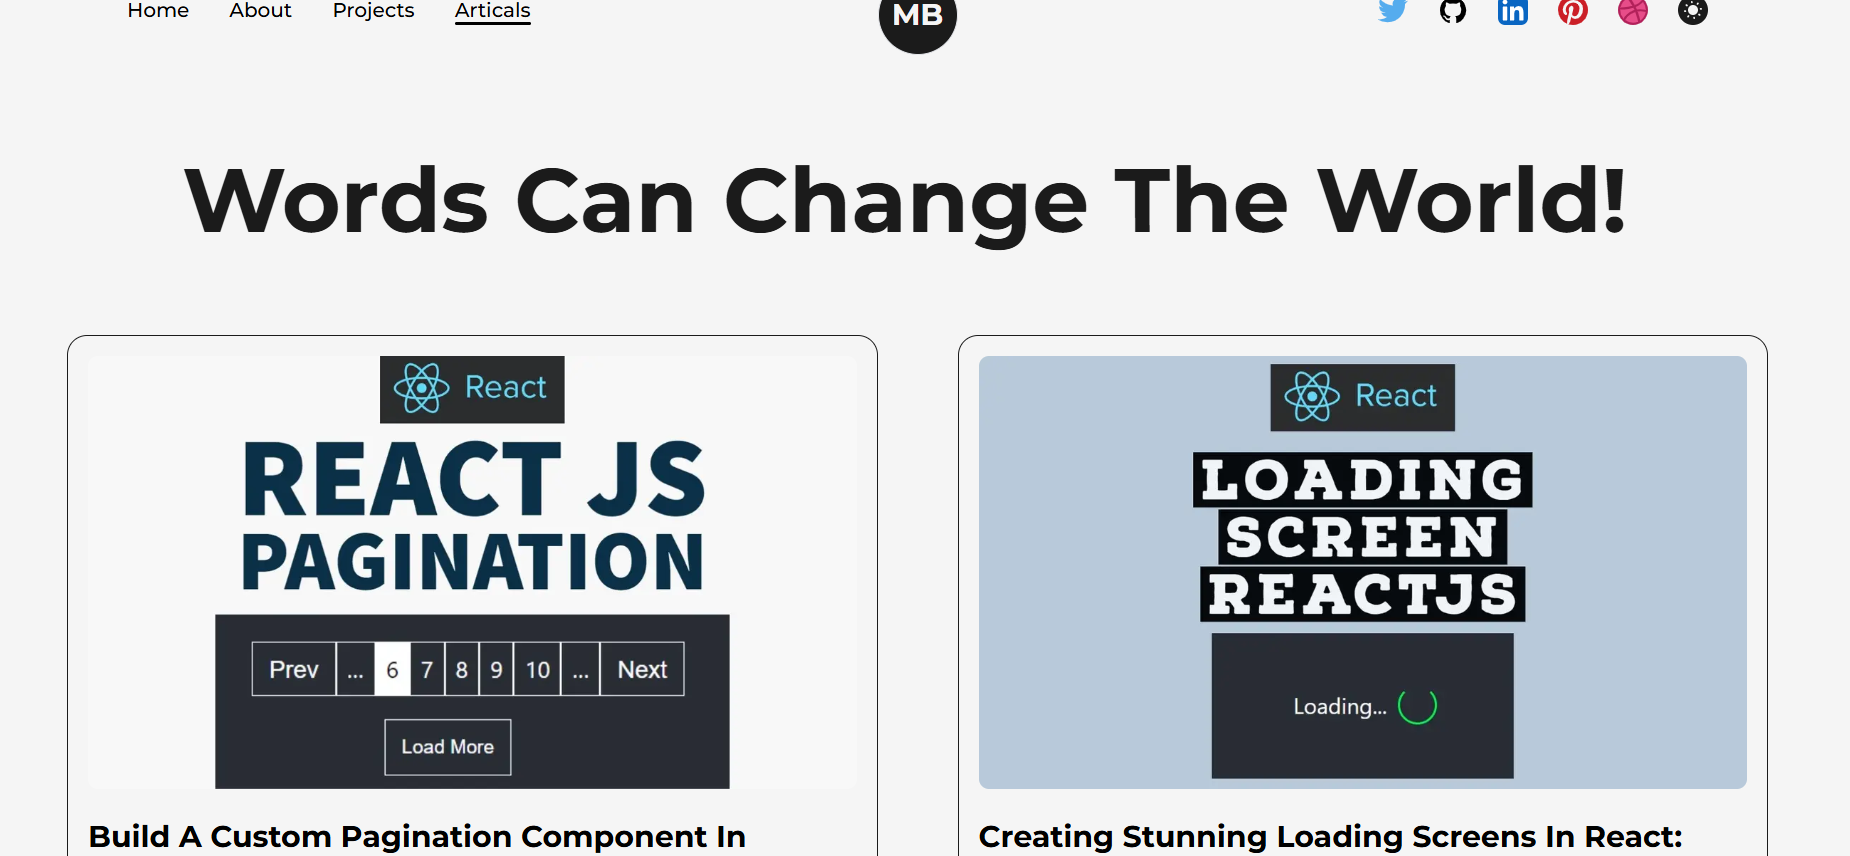 Home About Projects Articals
MB
in
Words Can Change The World!
React
REACT JS
PAGINATION
Prev ... 6 7 8 9 10 ... Next
Load More
Build A Custom Pagination Component In
React
LOADING
SCREEN
REACTJS
Loading...
Creating Stunning Loading Screens In React: